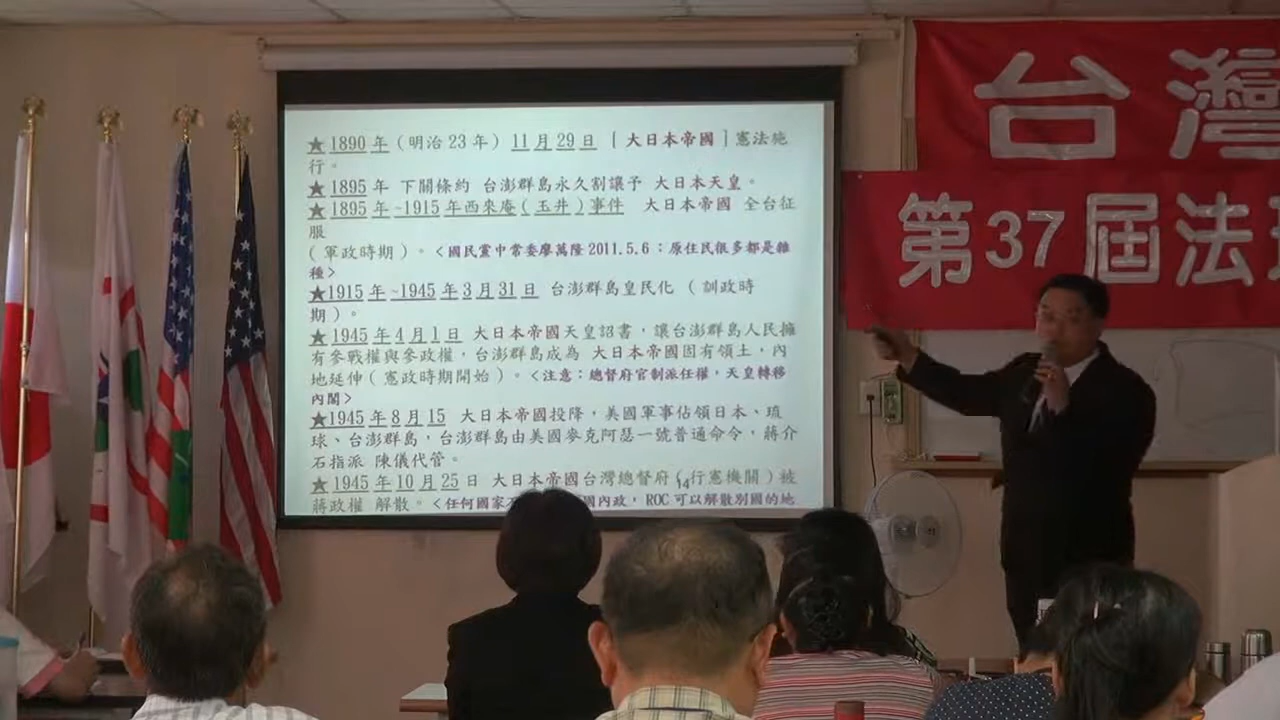 ★1890年（明治23年）11月29日 [ 大日本帝國 ] 憲法施
行。
★1895年 下關條約 台澎群島永久割讓予 大日本天皇。
★1895年~1915年西來庵(玉井)事件 大日本帝國 全台征
服
(軍政時期)。<國民黨中常委廖萬隆2011.5.6：原住民很多都是雜
種>
★1915年~1945年3月31日 台澎群島皇民化 (訓政時
期)。
★1945年4月1日 大日本帝國天皇詔書，讓台澎群島人民擁
有參戰權與參政權，台澎群島成為 大日本帝國固有領土，內
地延伸(憲政時期開始)。<注意：總督府官制派任權，天皇轉移
內閣>
★1945年8月15 大日本帝國投降，美國軍事佔領日本、琉
球、台澎群島，台澎群島由美國麥克阿瑟一號普通命令，蔣介
石指派 陳儀代管。
★1945年10月25日 大日本帝國台灣總督府(行憲機關)被
蔣政權 解散。<任何國家 國內政，ROC可以解散別國的地
14
台灣
第37屆法